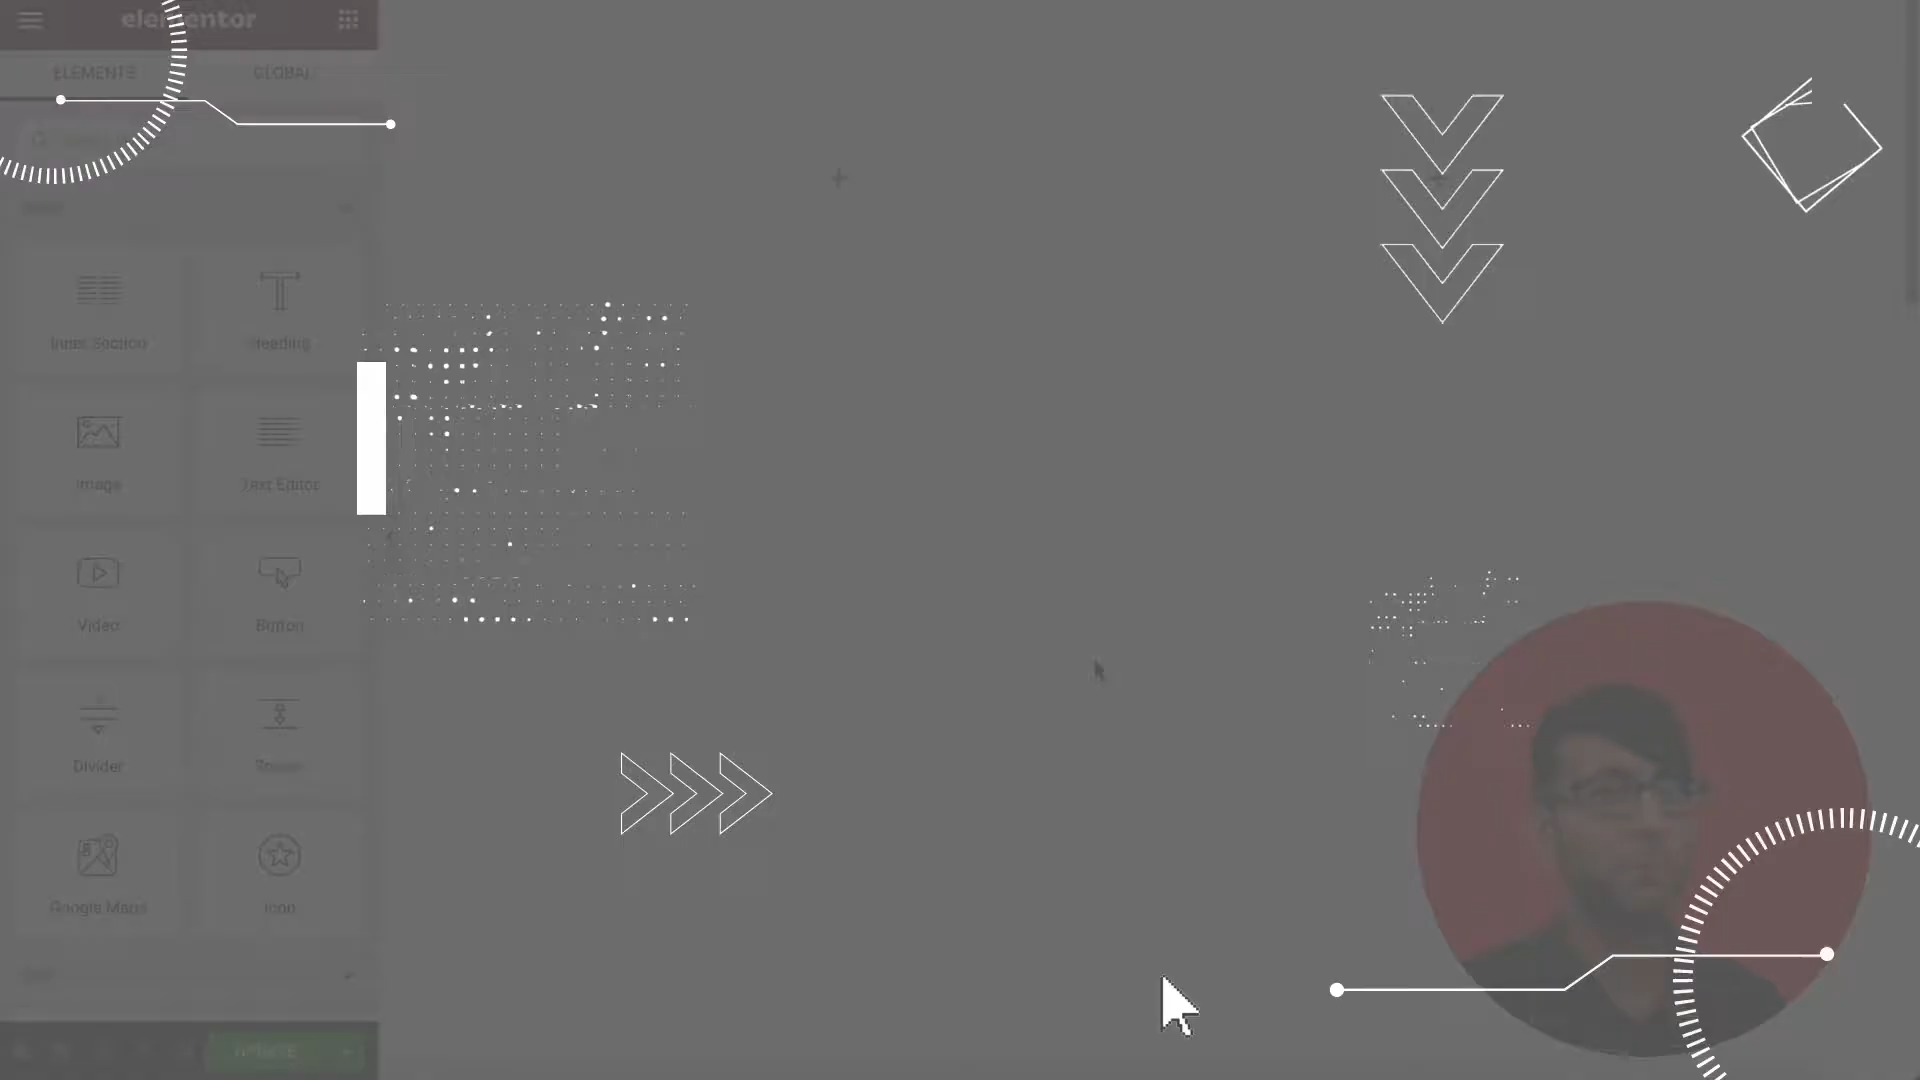 elementor
ELEMENTS
GLOBAL
Inner Section
Heading
Image
Text Editor
Video
Button
Divider
Spacer
Google Maps
Icon
UPDATE